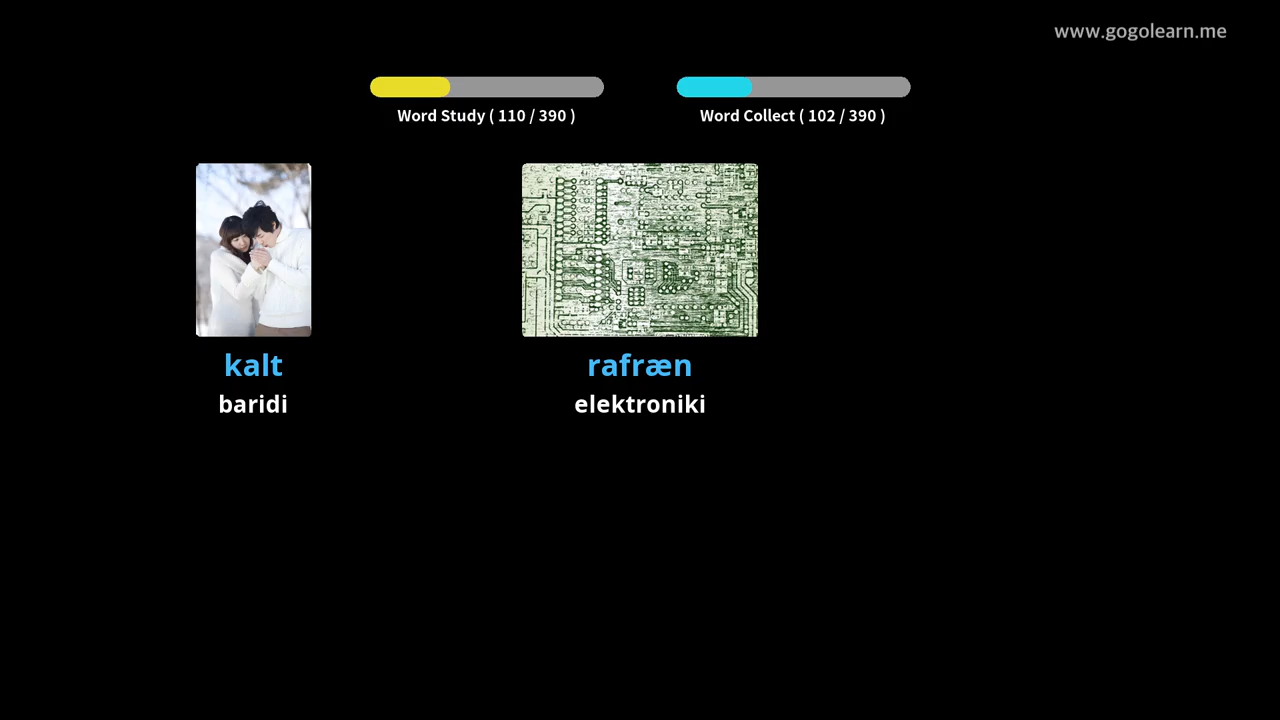 www.gogolearn.me
Word Study ( 110 / 390 )
Word Collect ( 102 / 390 )
kalt
baridi
rafræn
elektroniki